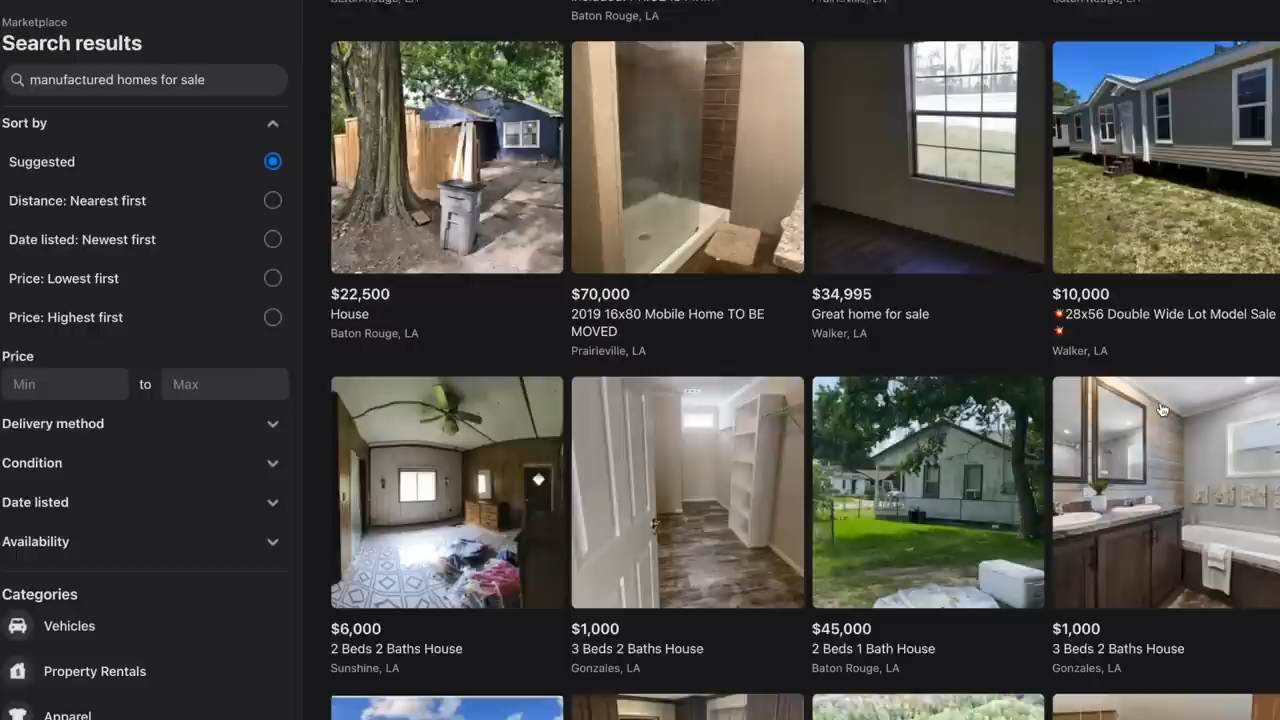 Marketplace
Search results
manufactured homes for sale
Sort by
Suggested
Distance: Nearest first
Date listed: Newest first
Price: Lowest first
Price: Highest first
Price
Min
to
Max
Delivery method
Condition
Date listed
Availability
Categories
Vehicles
Property Rentals
Apparel
Baton Rouge, LA
$22,500
House
Baton Rouge, LA
$70,000
2019 16x80 Mobile Home TO BE
MOVED
Prairieville, LA
$34,995
Great home for sale
Walker, LA
$10,000
💥28x56 Double Wide Lot Model Sale
💥
Walker, LA
$6,000
2 Beds 2 Baths House
Sunshine, LA
$1,000
3 Beds 2 Baths House
Gonzales, LA
$45,000
2 Beds 1 Bath House
Baton Rouge, LA
$1,000
3 Beds 2 Baths House
Gonzales, LA